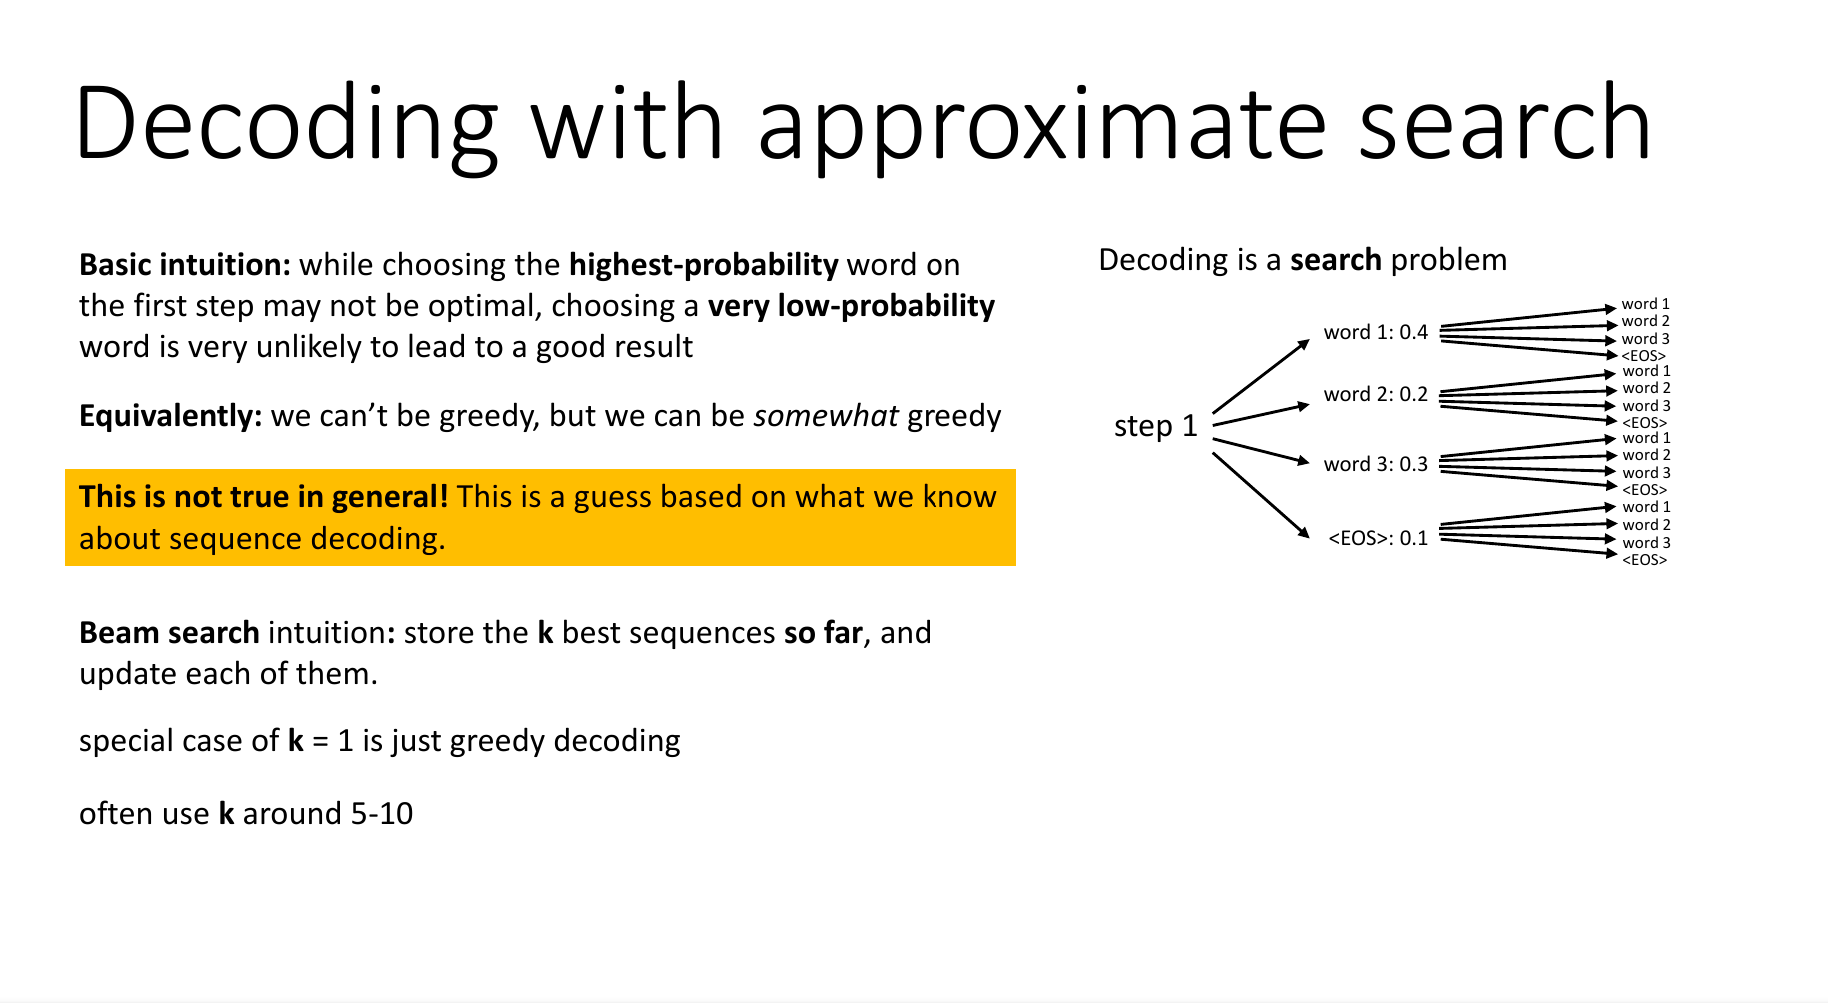 Decoding with approximate search
Basic intuition: while choosing the highest-probability word on
the first step may not be optimal, choosing a very low-probability
word is very unlikely to lead to a good result
Equivalently: we can’t be greedy, but we can be somewhat greedy
This is not true in general! This is a guess based on what we know
about sequence decoding.
Beam search intuition: store the k best sequences so far, and
update each of them.
special case of k = 1 is just greedy decoding
often use k around 5-10
Decoding is a search problem
step 1
word 1: 0.4
word 2: 0.2
word 3: 0.3
<EOS>: 0.1
word 1
word 2
word 3
<EOS>
word 1
word 2
word 3
<EOS>
word 1
word 2
word 3
<EOS>
word 1
word 2
word 3
<EOS>